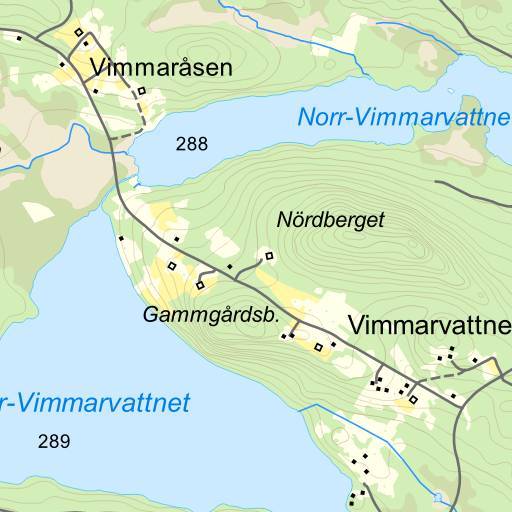 Vimmaråsen
Norr-Vimmarvattne
288
Nördberget
Gammgårdsb.
Vimmarvattne
r-Vimmarvattnet
289